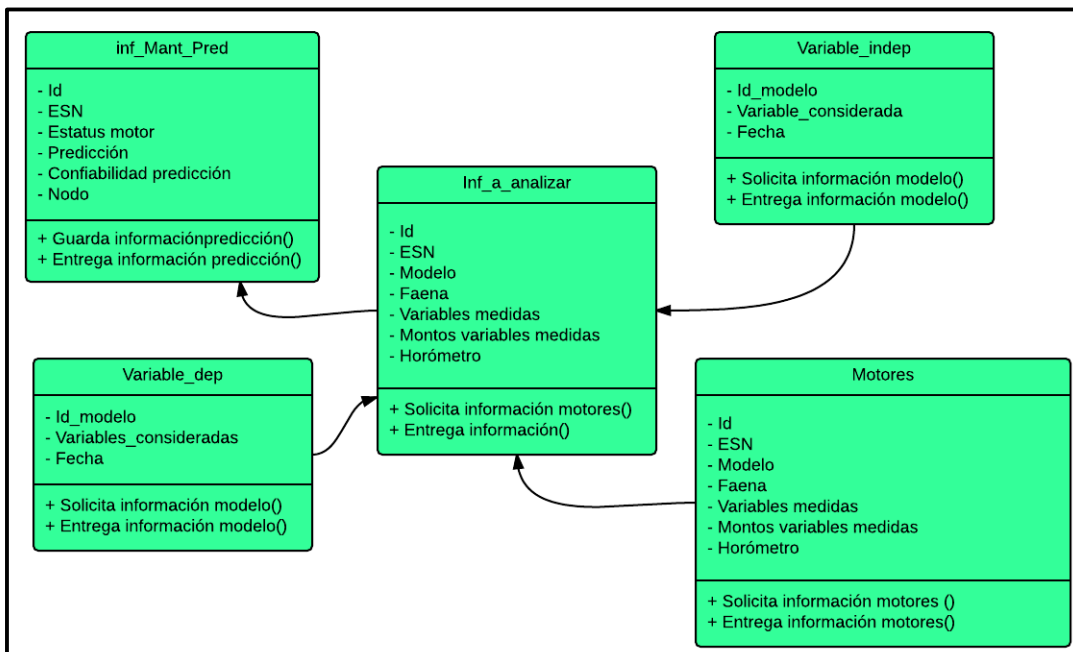 inf_Mant_Pred
- Id
- ESN
- Estatus motor
- Predicción
- Confiabilidad predicción
- Nodo
+ Guarda informaciónpredicción()
+ Entrega información predicción()
Variable_indep
- Id_modelo
- Variable_considerada
- Fecha
+ Solicita información modelo()
+ Entrega información modelo()
Inf_a_analizar
- Id
- ESN
- Modelo
- Faena
- Variables medidas
- Montos variables medidas
- Horómetro
+ Solicita información motores()
+ Entrega información()
Variable_dep
- Id_modelo
- Variables_consideradas
- Fecha
+ Solicita información modelo()
+ Entrega información modelo()
Motores
- Id
- ESN
- Modelo
- Faena
- Variables medidas
- Montos variables medidas
- Horómetro
+ Solicita información motores ()
+ Entrega información motores()